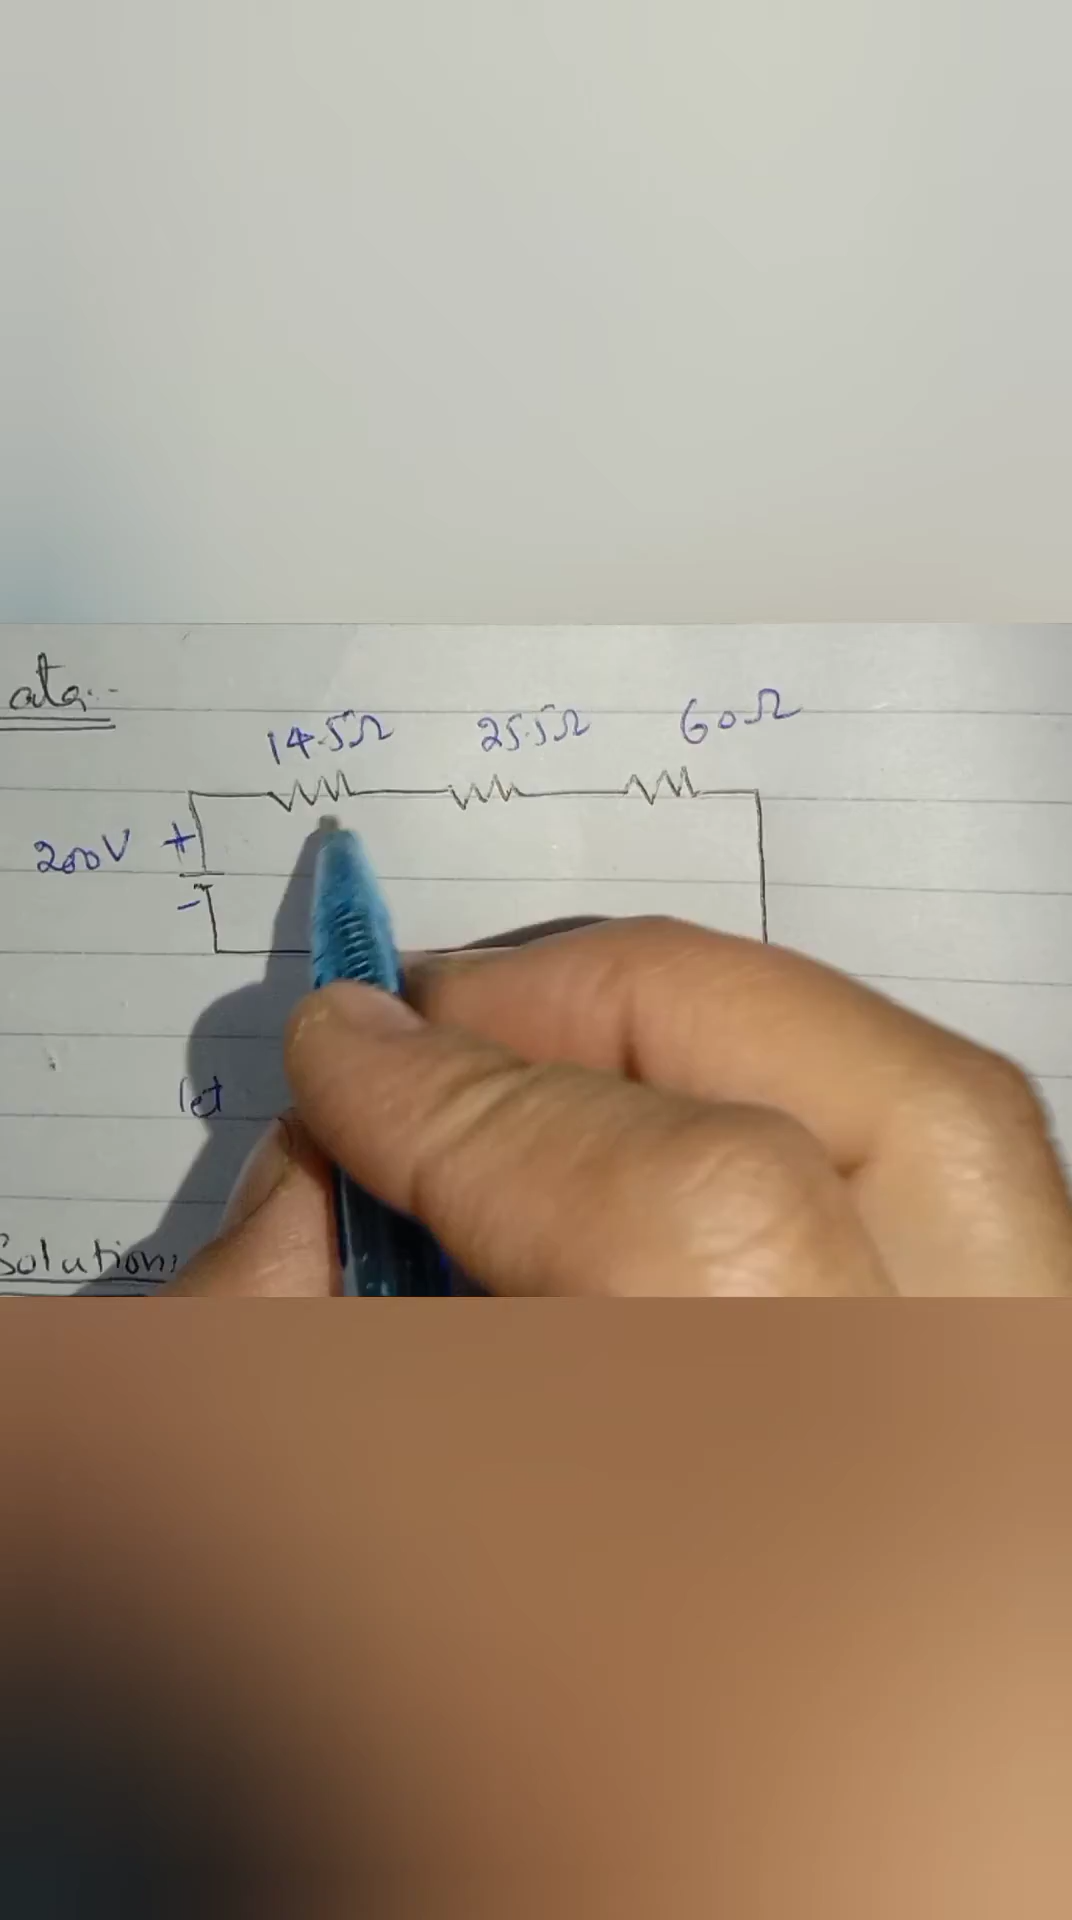 ata:-
14.5Ω 25.5Ω 60Ω
200V +
-
let
Solution: